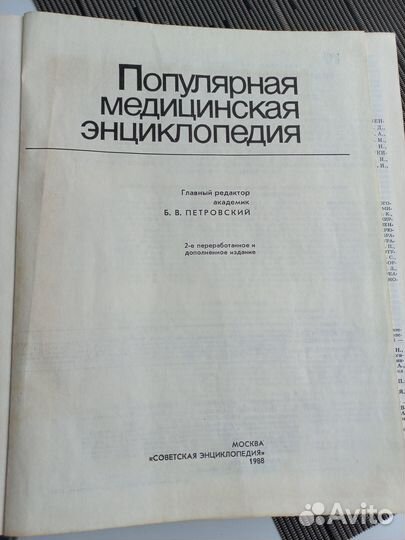 Популярная
медицинская
энциклопедия
Главный редактор
академик
Б. В. ПЕТРОВСКИЙ
2-е переработанное и
дополненное издание
МОСКВА
«СОВЕТСКАЯ ЭНЦИКЛОПЕДИЯ»
1988
Avito